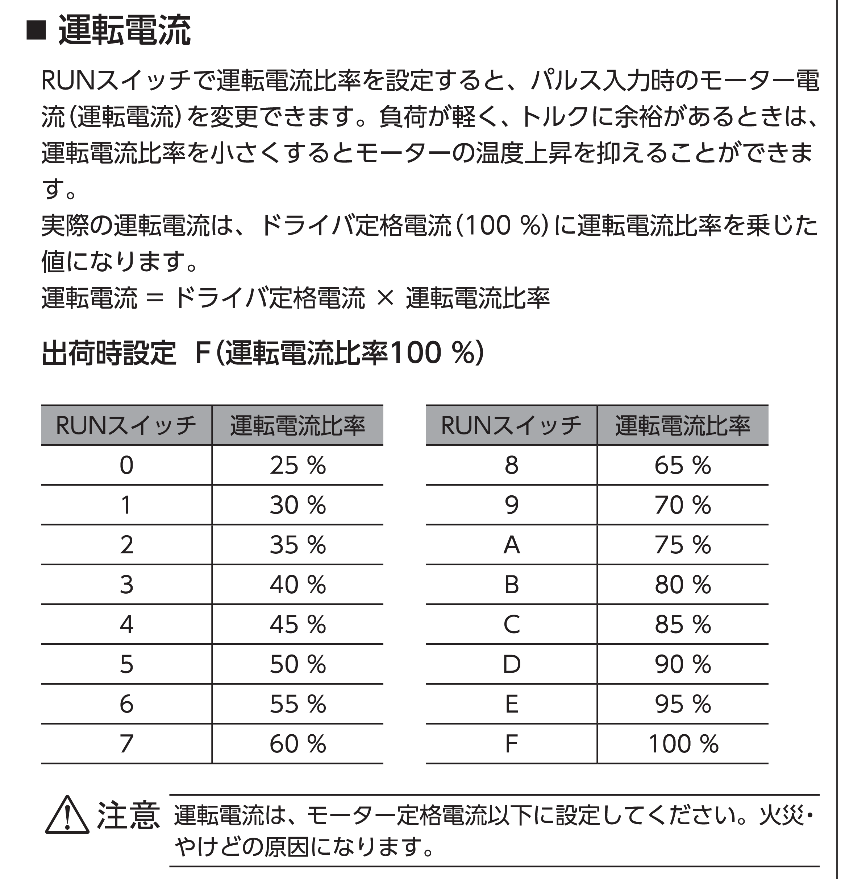 ■ 運転電流
RUNスイッチで運転電流比率を設定すると、パルス入力時のモーター電
流(運転電流)を変更できます。負荷が軽く、トルクに余裕があるときは、
運転電流比率を小さくするとモーターの温度上昇を抑えることができま
す。
実際の運転電流は、ドライバ定格電流(100 %)に運転電流比率を乗じた
値になります。
運転電流 = ドライバ定格電流 × 運転電流比率
出荷時設定 F(運転電流比率100 %)
RUNスイッチ 運転電流比率
0 25 %
1 30 %
2 35 %
3 40 %
4 45 %
5 50 %
6 55 %
7 60 %
RUNスイッチ 運転電流比率
8 65 %
9 70 %
A 75 %
B 80 %
C 85 %
D 90 %
E 95 %
F 100 %
注意 運転電流は、モーター定格電流以下に設定してください。火災・
やけどの原因になります。